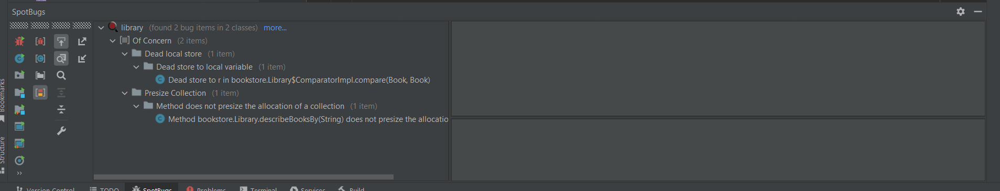 SpotBugs
library (found 2 bug items in 2 classes) more...
Of Concern (2 items)
Dead local store (1 item)
Dead store to local variable (1 item)
Dead store to r in bookstore.Library$ComparatorImpl.compare(Book, Book)
Presize Collection (1 item)
Method does not presize the allocation of a collection (1 item)
Method bookstore.Library.describeBooksBy(String) does not presize the allocatio
Bookmarks
Structure
Version Control TODO SpotBugs Problems Terminal Services Build